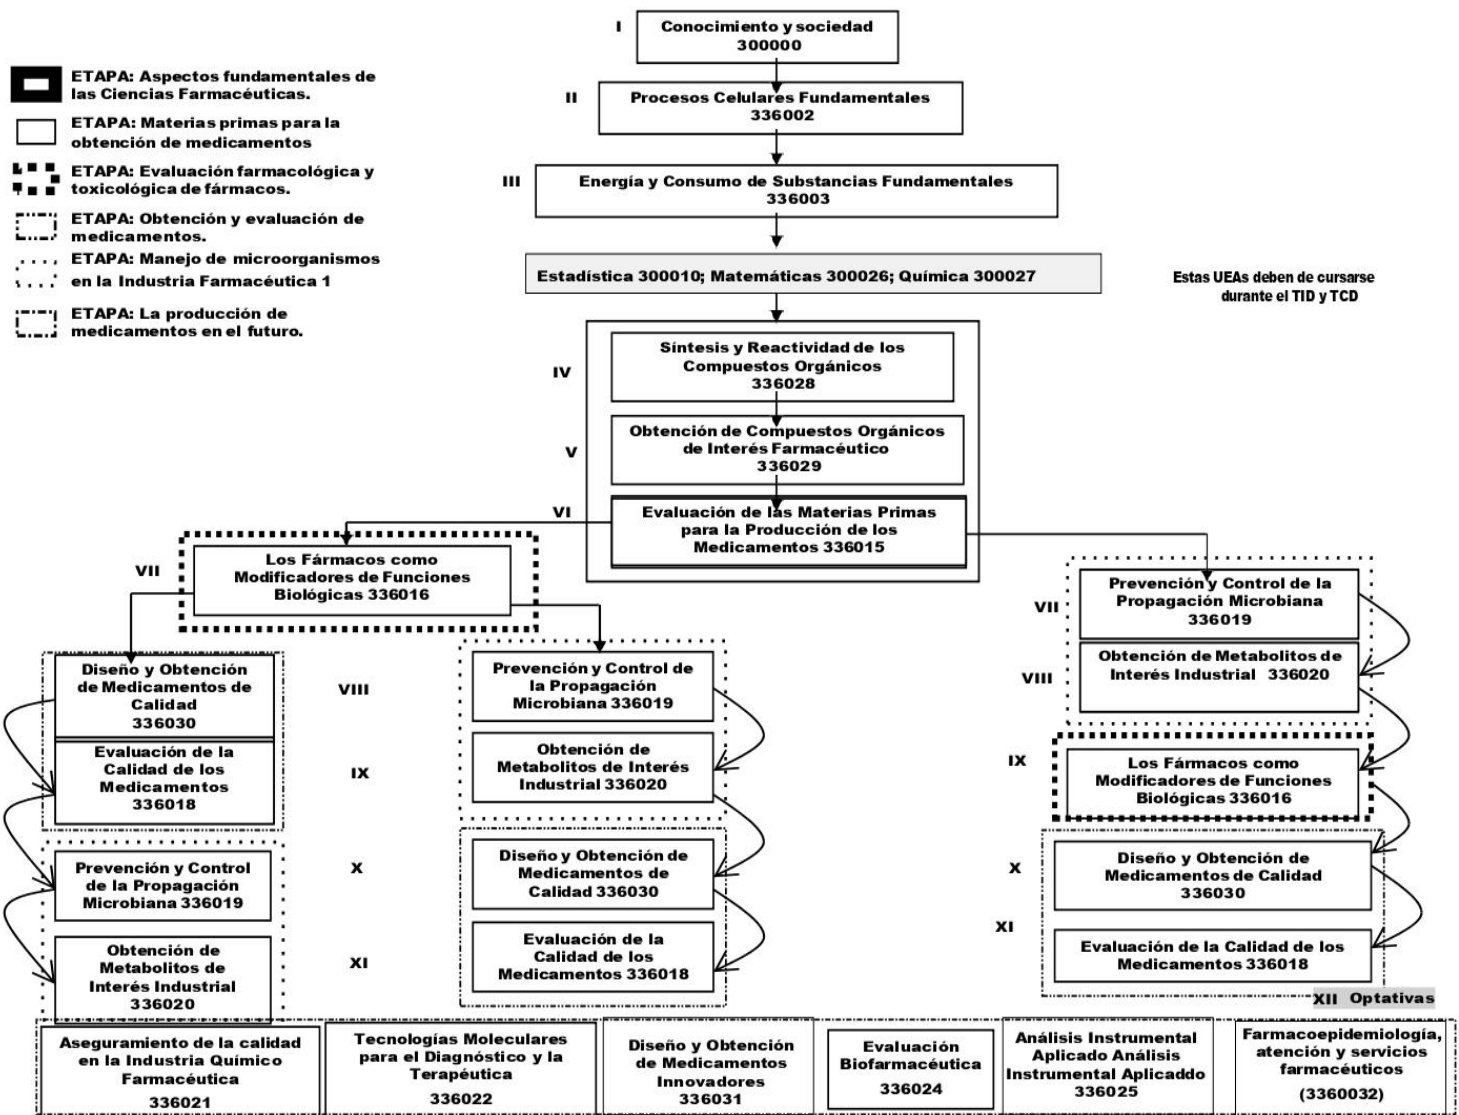 I
Conocimiento y sociedad
300000
ETAPA: Aspectos fundamentales de
las Ciencias Farmacéuticas.
ETAPA: Materias primas para la
obtención de medicamentos
ETAPA: Evaluación farmacológica y
toxicológica de fármacos.
ETAPA: Obtención y evaluación de
medicamentos.
ETAPA: Manejo de microorganismos
en la Industria Farmacéutica 1
ETAPA: La producción de
medicamentos en el futuro.
II
Procesos Celulares Fundamentales
336002
III
Energía y Consumo de Substancias Fundamentales
336003
Estadística 300010; Matemáticas 300026; Química 300027
Estas UEAs deben de cursarse
durante el TID y TCD
IV
Síntesis y Reactividad de los
Compuestos Orgánicos
336028
V
Obtención de Compuestos Orgánicos
de Interés Farmacéutico
336029
VI
Evaluación de las Materias Primas
para la Producción de los
Medicamentos 336015
VII
Los Fármacos como
Modificadores de Funciones
Biológicas 336016
Diseño y Obtención
de Medicamentos de
Calidad
336030
Evaluación de la
Calidad de los
Medicamentos
336018
Prevención y Control
de la Propagación
Microbiana 336019
Obtención de
Metabolitos de
Interés Industrial
336020
VIII
IX
X
XI
Prevención y Control de
la Propagación
Microbiana 336019
Obtención de
Metabolitos de Interés
Industrial 336020
Diseño y Obtención de
Medicamentos de
Calidad 336030
Evaluación de la
Calidad de los
Medicamentos 336018
VII
Prevención y Control de la
Propagación Microbiana
336019
VIII
Obtención de Metabolitos de
Interés Industrial 336020
IX
Los Fármacos como
Modificadores de Funciones
Biológicas 336016
X
Diseño y Obtención de
Medicamentos de Calidad
336030
XI
Evaluación de la Calidad de los
Medicamentos 336018
XII Optativas
Aseguramiento de la calidad
en la Industria Químico
Farmacéutica
336021
Tecnologías Moleculares
para el Diagnóstico y la
Terapéutica
336022
Diseño y Obtención
de Medicamentos
Innovadores
336031
Evaluación
Biofarmacéutica
336024
Análisis Instrumental
Aplicado Análisis
Instrumental Aplicaddo
336025
Farmacoepidemiología,
atención y servicios
farmacéuticos
(3360032)